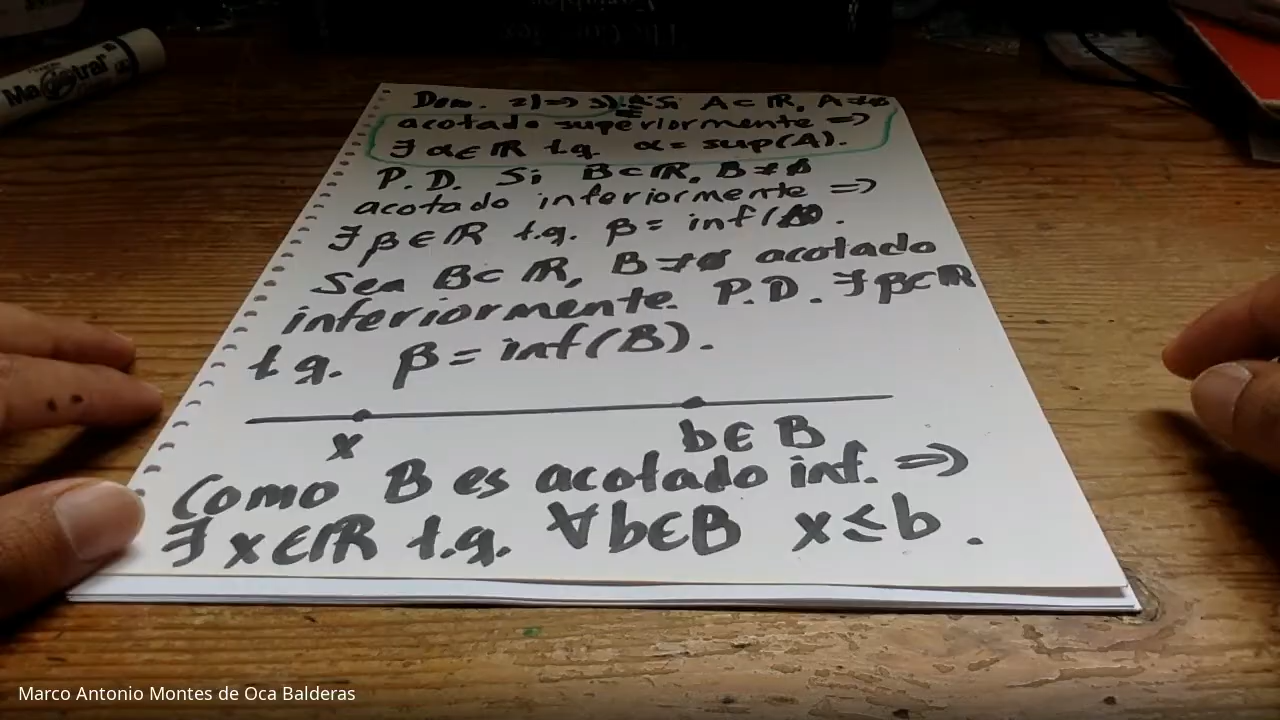 Magistral
Dem. 2) => 3) Si A ⊂ ℝ, A ≠ ∅
acotado superiormente =>
∃ α ∈ ℝ t.q. α = sup(A).
P.D. Si B ⊂ ℝ, B ≠ ∅
acotado inferiormente =>
∃ β ∈ ℝ t.q. β = inf(B).
Sea B ⊂ ℝ, B ≠ ∅ acotado
inferiormente. P.D. ∃ β ∈ ℝ
t.q. β = inf(B).
x b ∈ B
Como B es acotado inf. =>
∃ x ∈ ℝ t.q. ∀ b ∈ B x ≤ b.
Marco Antonio Montes de Oca Balderas